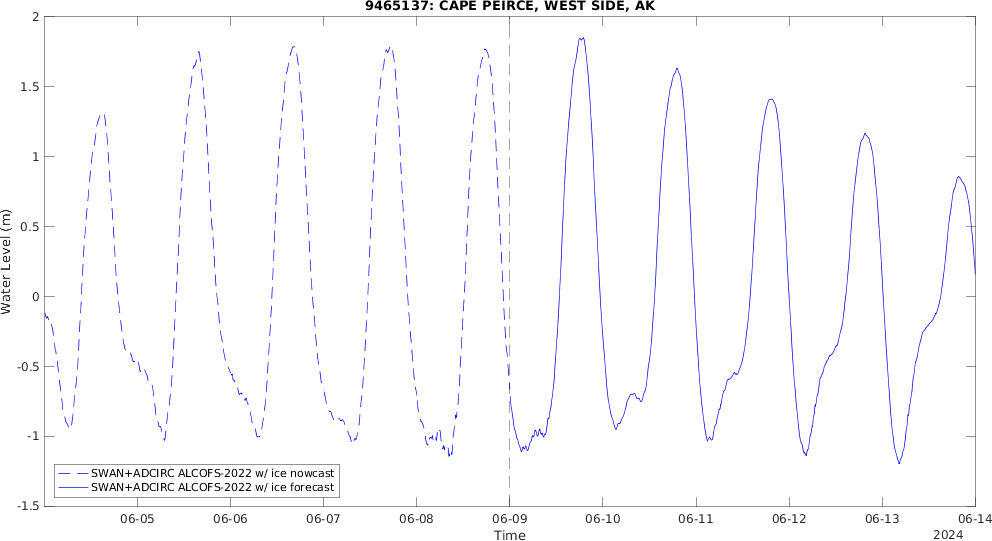 9465137: CAPE PEIRCE, WEST SIDE, AK
2
1.5
1
0.5
0
-0.5
-1
-1.5
Water Level (m)
SWAN+ADCIRC ALCOFS-2022 w/ ice nowcast
SWAN+ADCIRC ALCOFS-2022 w/ ice forecast
06-05 06-06 06-07 06-08 06-09 06-10 06-11 06-12 06-13 06-14
Time
2024